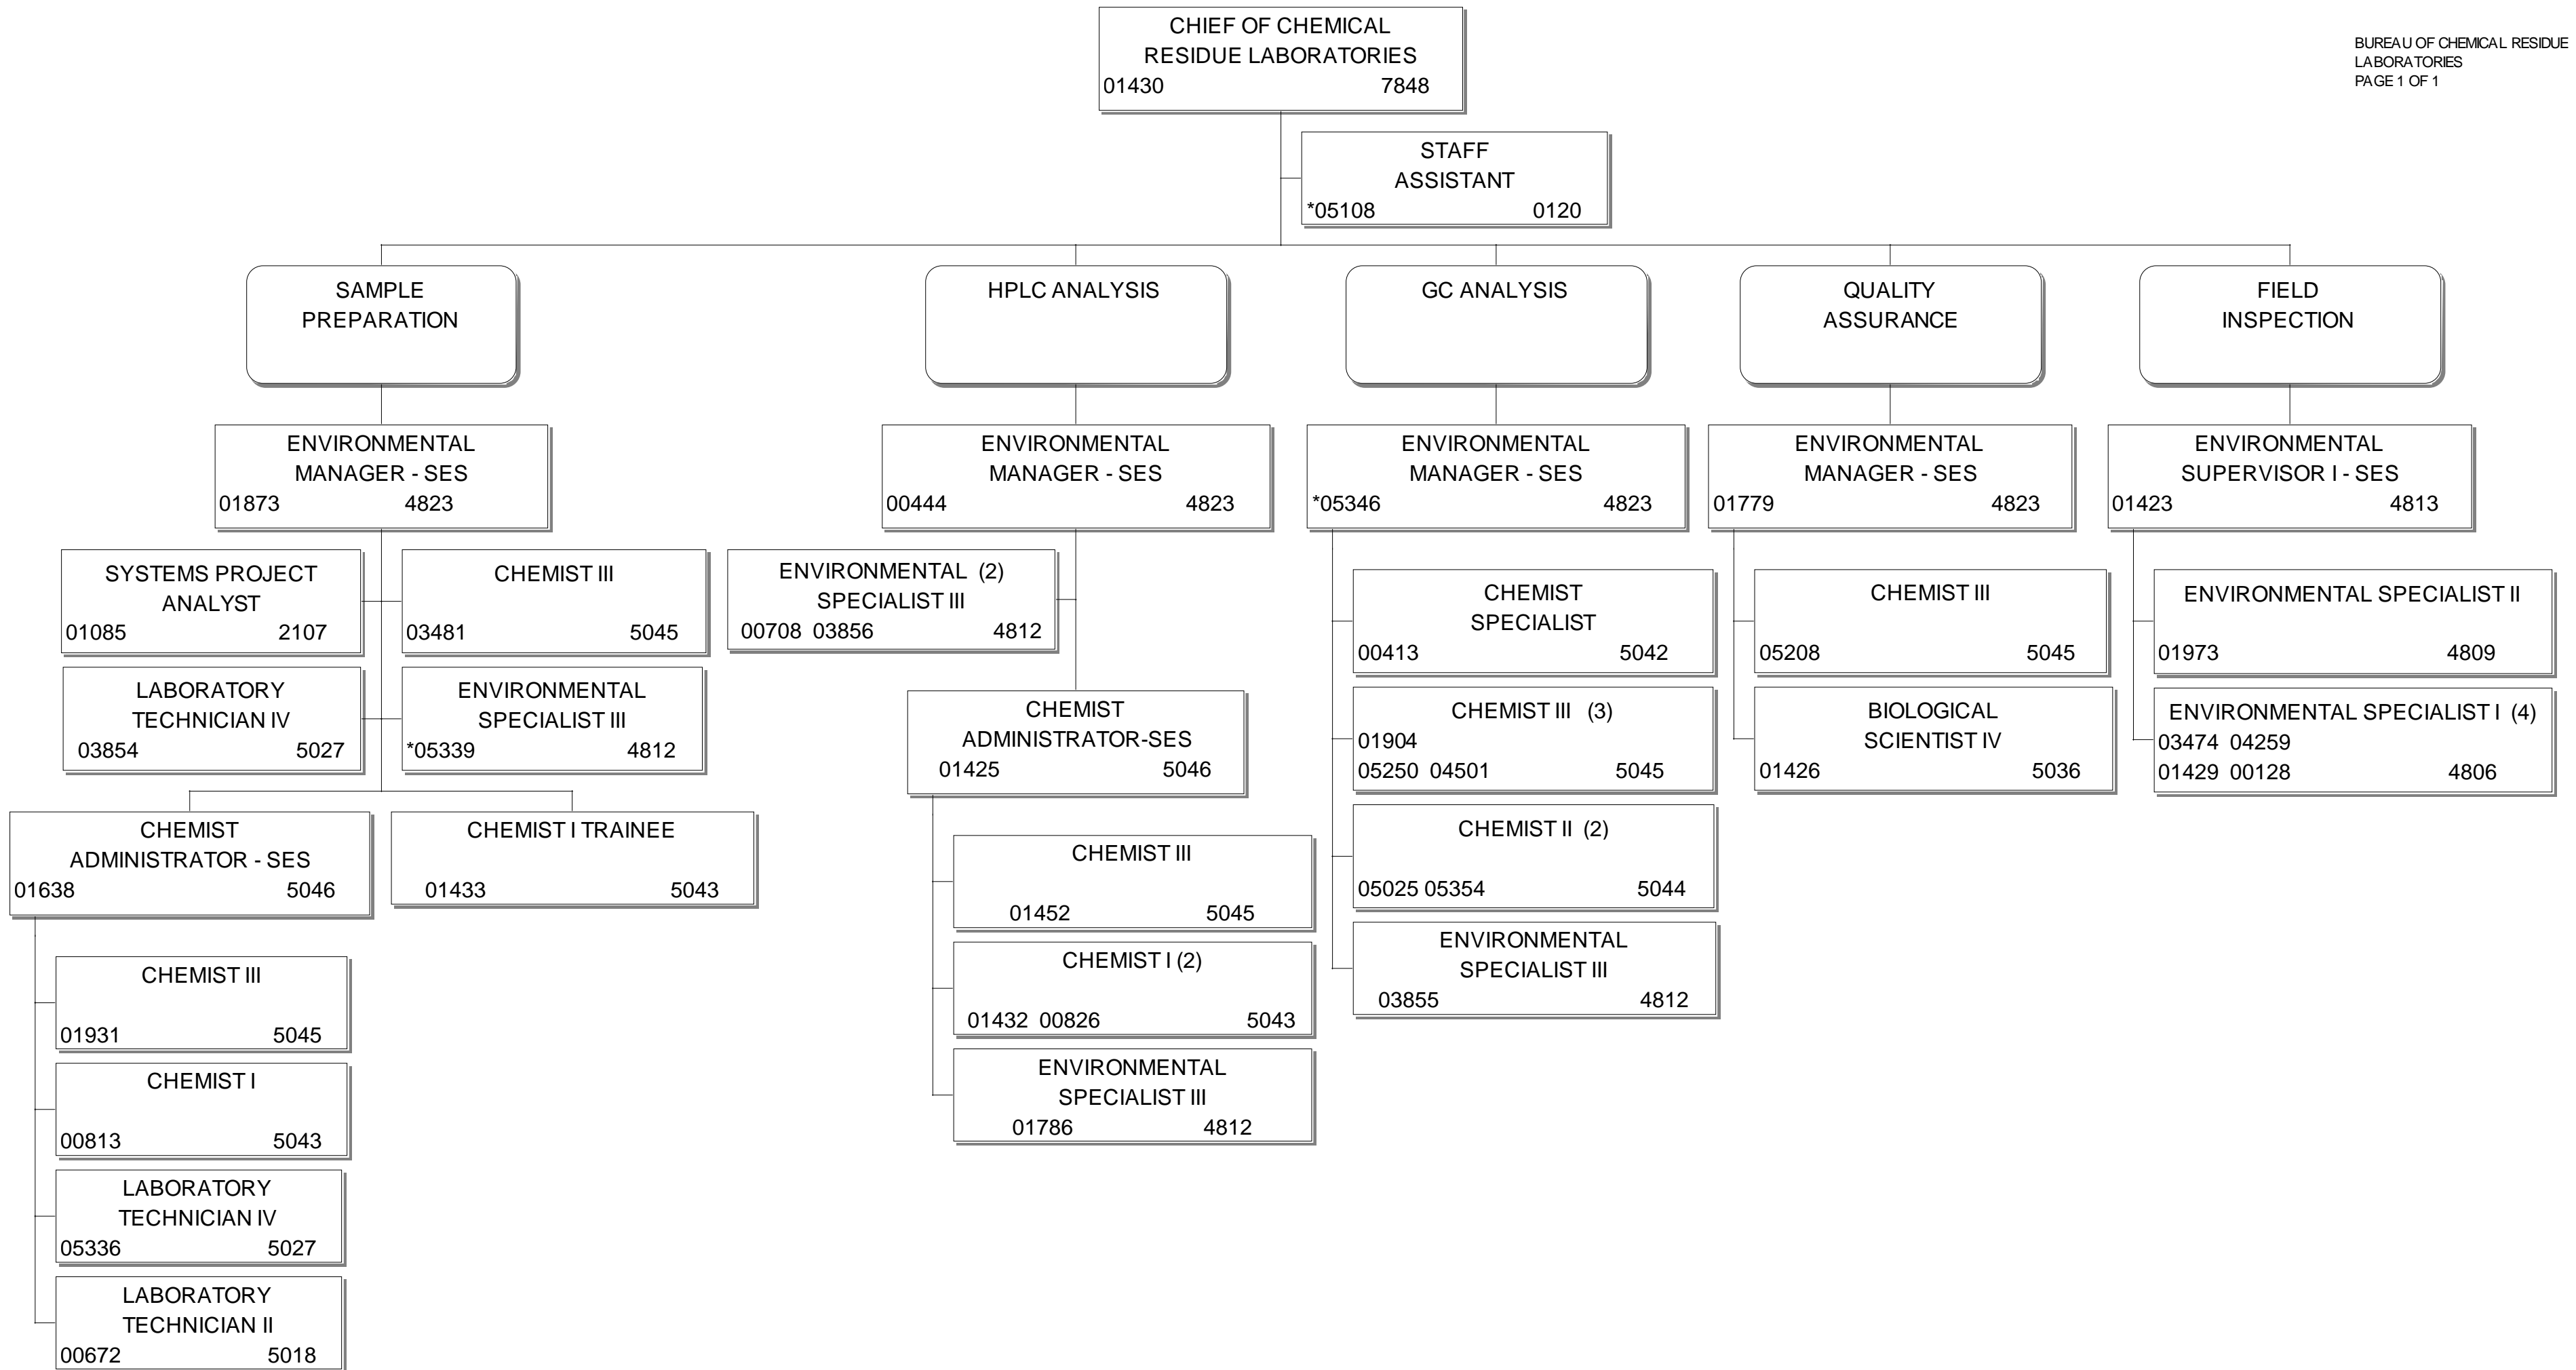 CHIEF OF CHEMICAL
RESIDUE LABORATORIES
01430 7848
BUREAU OF CHEMICAL RESIDUE
LABORATORIES
PAGE 1 OF 1
STAFF
ASSISTANT
*05108 0120
SAMPLE
PREPARATION
HPLC ANALYSIS
GC ANALYSIS
QUALITY
ASSURANCE
FIELD
INSPECTION
ENVIRONMENTAL
MANAGER - SES
01873 4823
ENVIRONMENTAL
MANAGER - SES
00444 4823
ENVIRONMENTAL
MANAGER - SES
*05346 4823
ENVIRONMENTAL
MANAGER - SES
01779 4823
ENVIRONMENTAL
SUPERVISOR I - SES
01423 4813
SYSTEMS PROJECT
ANALYST
01085 2107
CHEMIST III
03481 5045
LABORATORY
TECHNICIAN IV
03854 5027
ENVIRONMENTAL
SPECIALIST III
*05339 4812
CHEMIST
ADMINISTRATOR - SES
01638 5046
CHEMIST I TRAINEE
01433 5043
CHEMIST III
01931 5045
CHEMIST I
00813 5043
LABORATORY
TECHNICIAN IV
05336 5027
LABORATORY
TECHNICIAN II
00672 5018
ENVIRONMENTAL (2)
SPECIALIST III
00708 03856 4812
CHEMIST
ADMINISTRATOR-SES
01425 5046
CHEMIST III
01452 5045
CHEMIST I (2)
01432 00826 5043
ENVIRONMENTAL
SPECIALIST III
01786 4812
CHEMIST
SPECIALIST
00413 5042
CHEMIST III (3)
01904
05250 04501 5045
CHEMIST II (2)
05025 05354 5044
ENVIRONMENTAL
SPECIALIST III
03855 4812
CHEMIST III
05208 5045
BIOLOGICAL
SCIENTIST IV
01426 5036
ENVIRONMENTAL SPECIALIST II
01973 4809
ENVIRONMENTAL SPECIALIST I (4)
03474 04259
01429 00128 4806